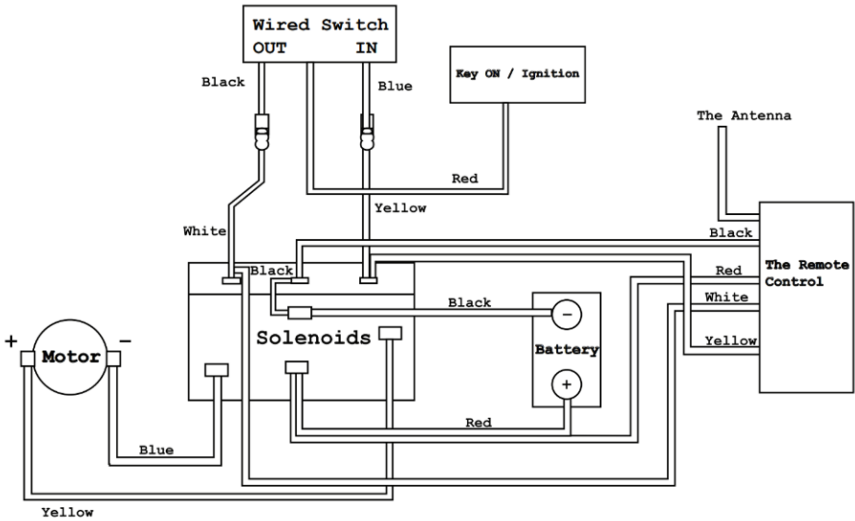 Wired Switch
OUT IN
Black
Blue
Key ON / Ignition
The Antenna
Red
Yellow
White
Black
Black
Red
The Remote
Control
White
Black
Solenoids
Battery
Yellow
+ −
Motor
−
+
Red
Blue
Yellow